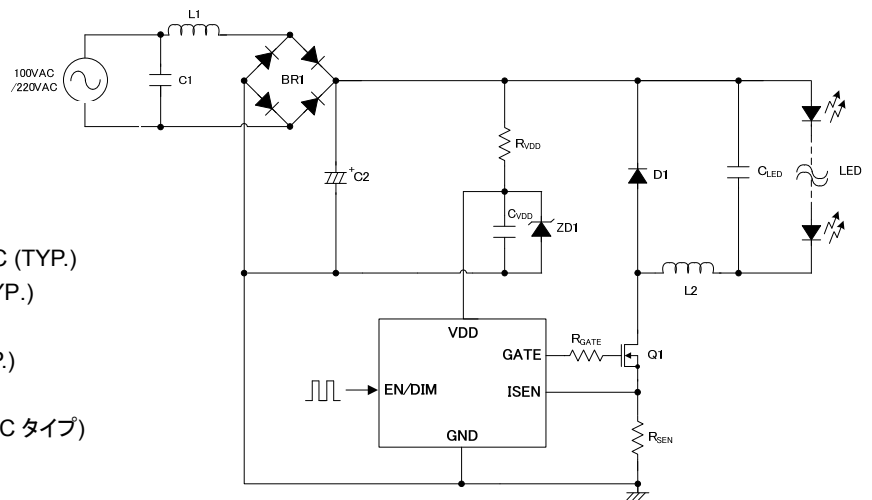 L1
100VAC
/220VAC
C1
BR1
+C2
RVDD
CVDD
ZD1
D1
CLED
LED
L2
C (TYP.)
YP.)
P.)
C タイプ)
VDD
GATE
EN/DIM
ISEN
GND
RGATE
Q1
RSEN